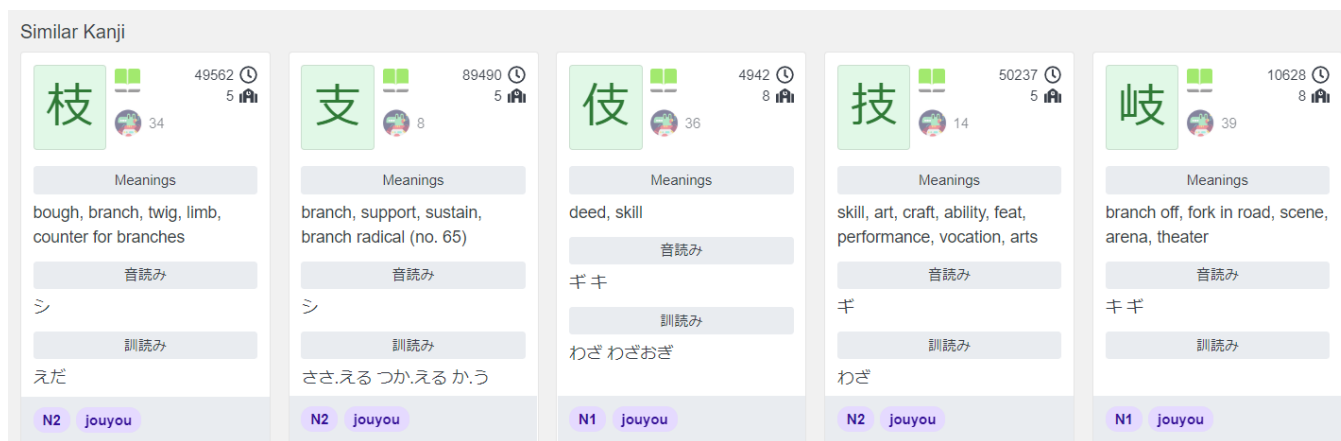 Similar Kanji
枝
49562
5
34
Meanings
bough, branch, twig, limb,
counter for branches
音読み
シ
訓読み
えだ
N2 jouyou
支
89490
5
8
Meanings
branch, support, sustain,
branch radical (no. 65)
音読み
シ
訓読み
ささ.える つか.える か.う
N2 jouyou
伎
4942
8
36
Meanings
deed, skill
音読み
ギ キ
訓読み
わざ わざおぎ
N1 jouyou
技
50237
5
14
Meanings
skill, art, craft, ability, feat,
performance, vocation, arts
音読み
ギ
訓読み
わざ
N2 jouyou
岐
10628
8
39
Meanings
branch off, fork in road, scene,
arena, theater
音読み
キ ギ
訓読み
N1 jouyou